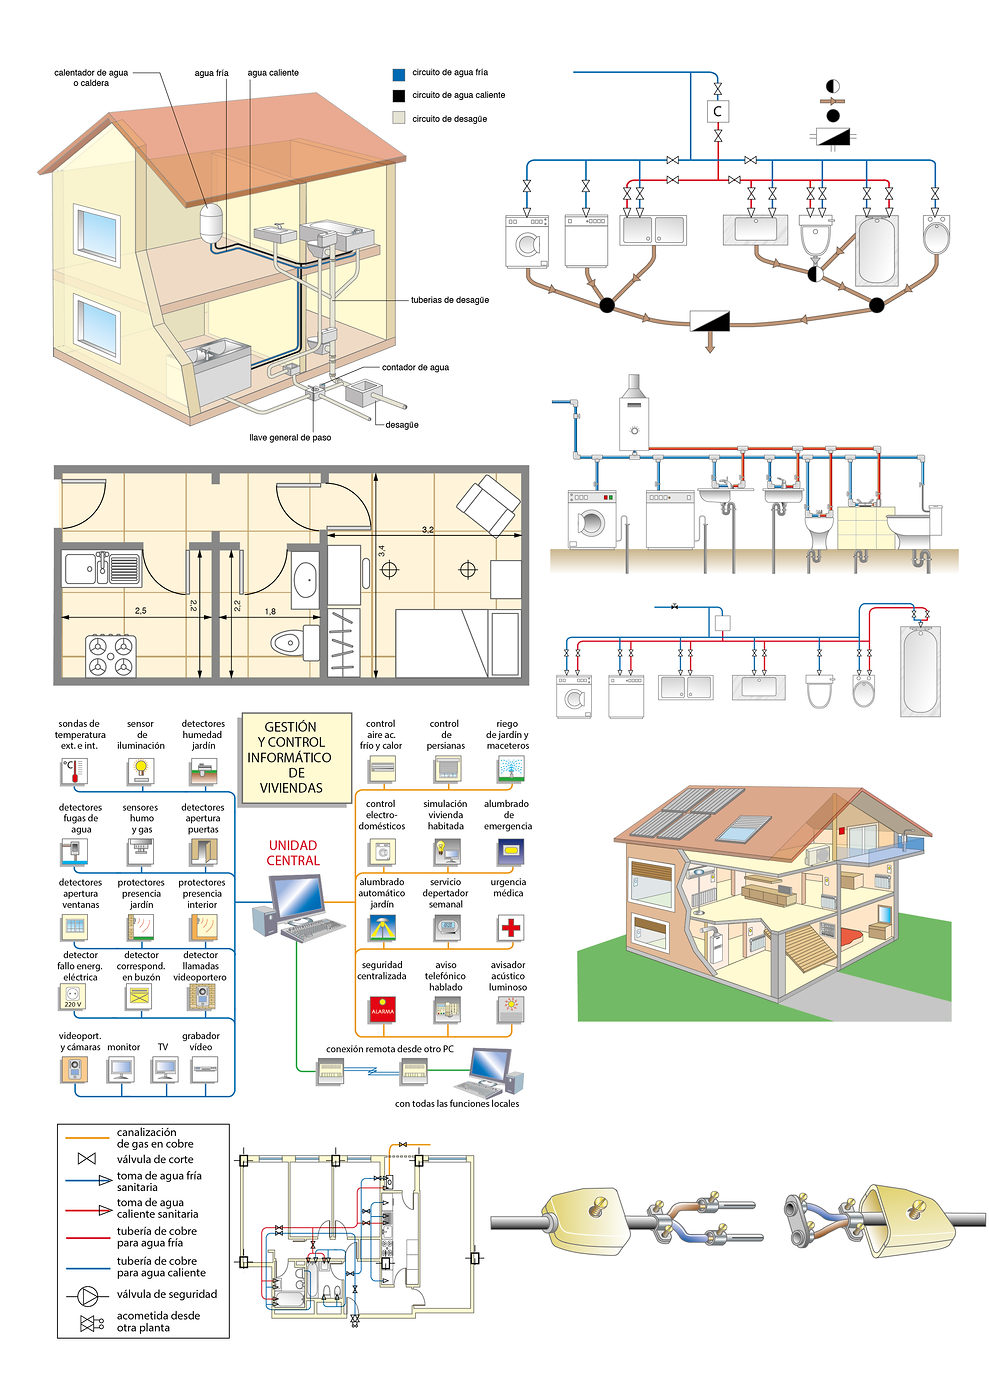 calentador de agua
o caldera
agua fría
agua caliente
circuito de agua fría
circuito de agua caliente
circuito de desagüe
tuberias de desagüe
contador de agua
desagüe
llave general de paso
C
3,2
3,4
2,5
2,2
2,2
1,8
GESTIÓN
Y CONTROL
INFORMÁTICO
DE
VIVIENDAS
UNIDAD
CENTRAL
sondas de
temperatura
ext. e int.
°C
sensor
de
iluminación
detectores
humedad
jardín
detectores
fugas de
agua
sensores
humo
y gas
detectores
apertura
puertas
detectores
apertura
ventanas
protectores
presencia
jardín
protectores
presencia
interior
detector
fallo energ.
eléctrica
220 V
detector
correspond.
en buzón
detector
llamadas
videoportero
videoport.
y cámaras
monitor
TV
grabador
vídeo
control
aire ac.
frío y calor
control
de
persianas
riego
de jardín y
maceteros
control
electro-
domésticos
simulación
vivienda
habitada
alumbrado
de
emergencia
alumbrado
automático
jardín
servicio
depertador
semanal
urgencia
médica
seguridad
centralizada
ALARMA
aviso
telefónico
hablado
avisador
acústico
luminoso
conexión remota desde otro PC
con todas las funciones locales
canalización
de gas en cobre
válvula de corte
toma de agua fría
sanitaria
toma de agua
caliente sanitaria
tubería de cobre
para agua fría
tubería de cobre
para agua caliente
válvula de seguridad
acometida desde
otra planta